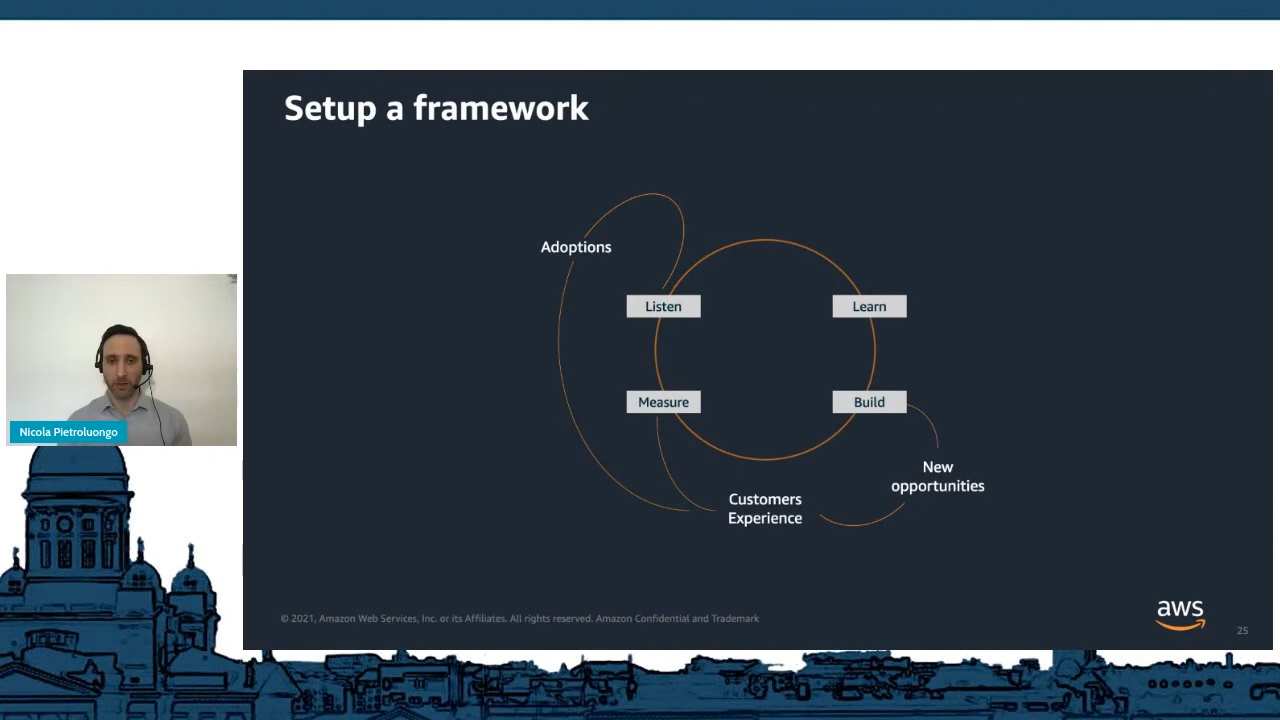 Setup a framework
Adoptions
Listen
Learn
Measure
Build
New
opportunities
Customers
Experience
Nicola Pietroluongo
© 2021, Amazon Web Services, Inc. or its Affiliates. All rights reserved. Amazon Confidential and Trademark
aws
25